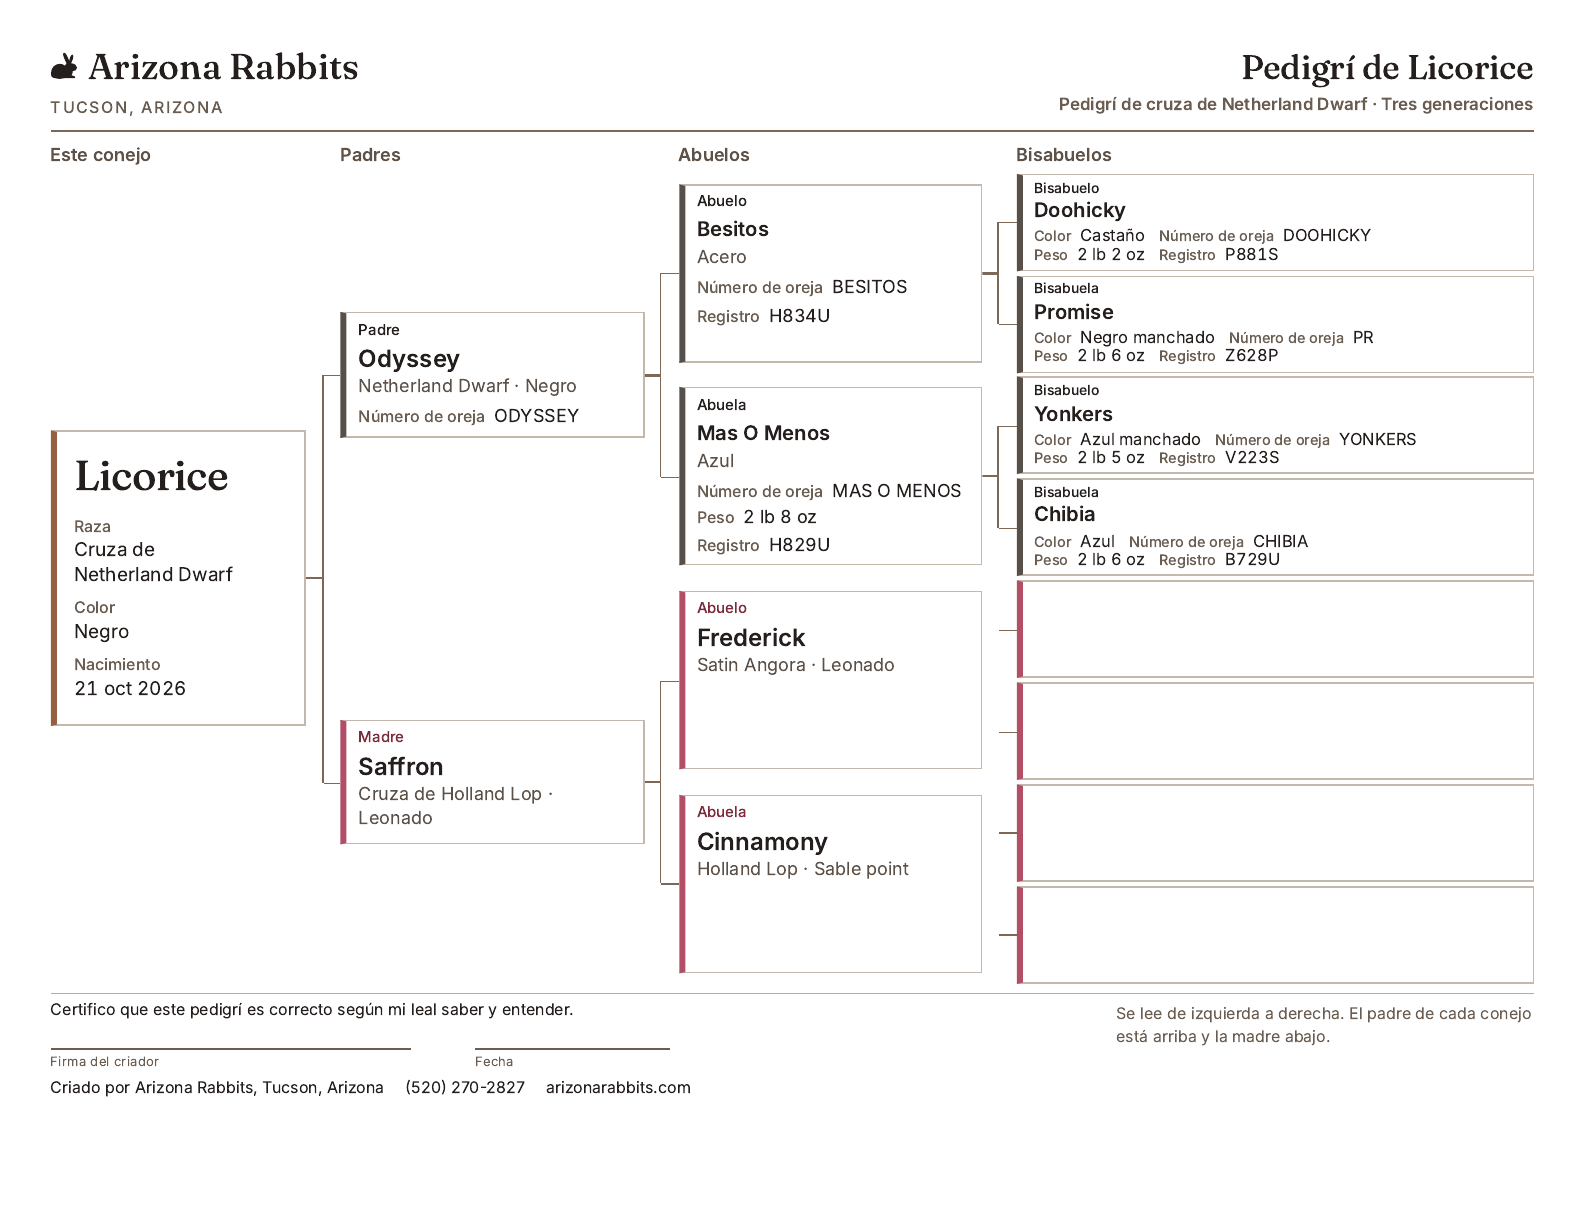 Arizona Rabbits
TUCSON, ARIZONA
Pedigrí de Licorice
Pedigrí de cruza de Netherland Dwarf · Tres generaciones
Este conejo
Padres
Abuelos
Bisabuelos
Licorice
Raza
Cruza de
Netherland Dwarf
Color
Negro
Nacimiento
21 oct 2026
Padre
Odyssey
Netherland Dwarf · Negro
Número de oreja ODYSSEY
Madre
Saffron
Cruza de Holland Lop ·
Leonado
Abuelo
Besitos
Acero
Número de oreja BESITOS
Registro H834U
Abuela
Mas O Menos
Azul
Número de oreja MAS O MENOS
Peso 2 lb 8 oz
Registro H829U
Abuelo
Frederick
Satin Angora · Leonado
Abuela
Cinnamony
Holland Lop · Sable point
Bisabuelo
Doohicky
Color Castaño Número de oreja DOOHICKY
Peso 2 lb 2 oz Registro P881S
Bisabuela
Promise
Color Negro manchado Número de oreja PR
Peso 2 lb 6 oz Registro Z628P
Bisabuelo
Yonkers
Color Azul manchado Número de oreja YONKERS
Peso 2 lb 5 oz Registro V223S
Bisabuela
Chibia
Color Azul Número de oreja CHIBIA
Peso 2 lb 6 oz Registro B729U
Certifico que este pedigrí es correcto según mi leal saber y entender.
Firma del criador
Fecha
Criado por Arizona Rabbits, Tucson, Arizona (520) 270-2827 arizonarabbits.com
Se lee de izquierda a derecha. El padre de cada conejo
está arriba y la madre abajo.